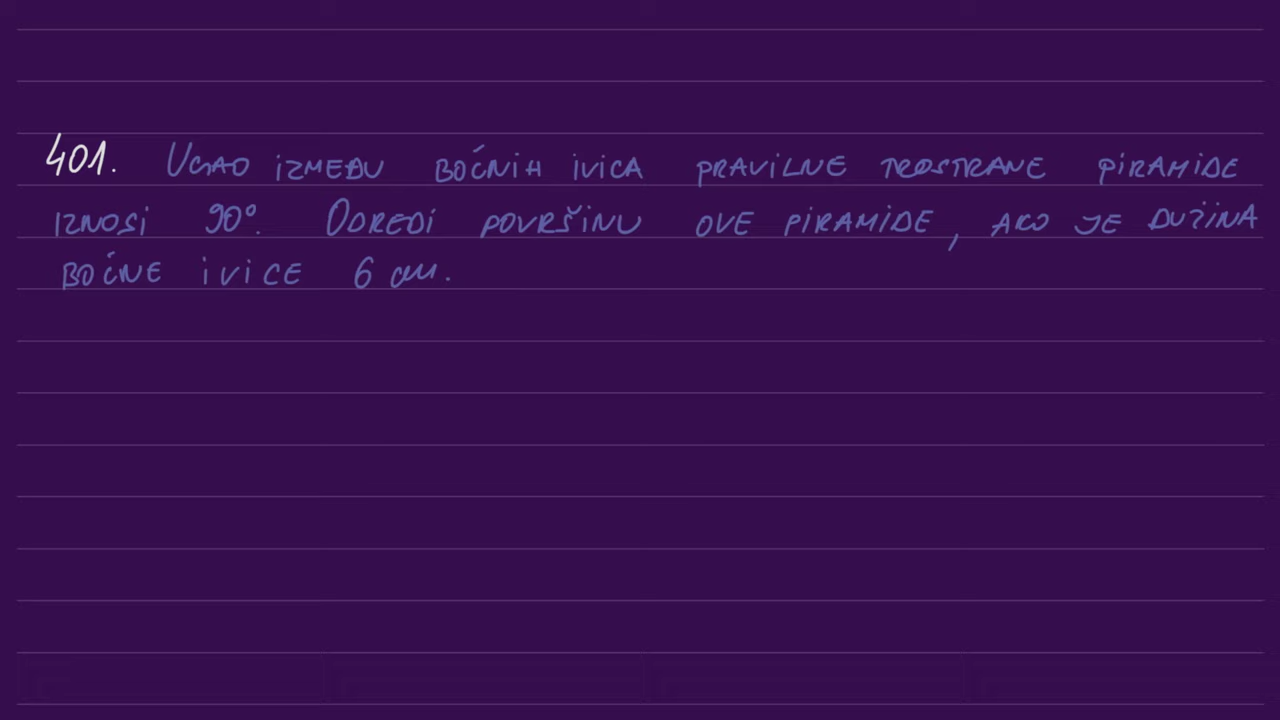 401. UGAO IZMEĐU BOČNIH IVICA PRAVILNE TROSTRANE PIRAMIDE
IZNOSI 90°. ODREDI POVRŠINU OVE PIRAMIDE, AKO JE DUŽINA
BOČNE IVICE 6 cm.